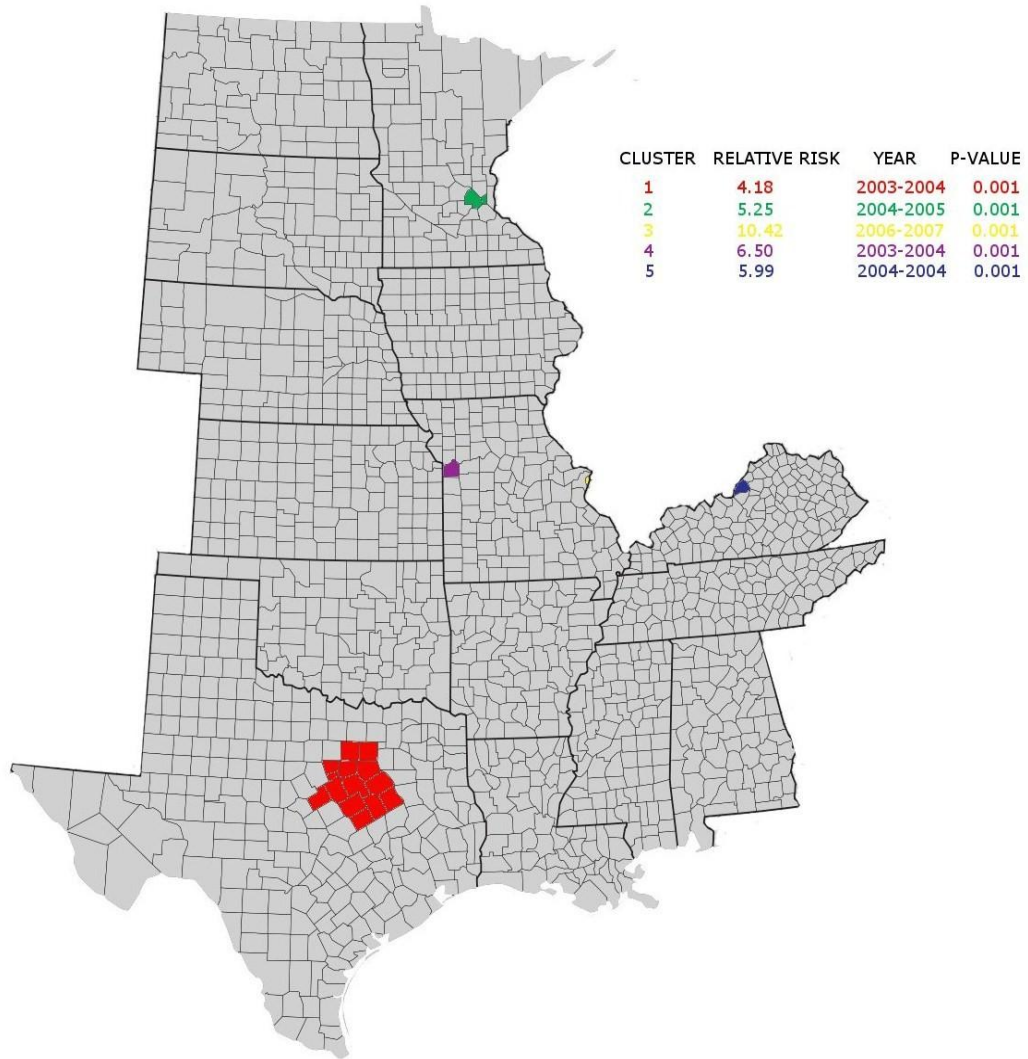 CLUSTER RELATIVE RISK YEAR P-VALUE
1 4.18 2003-2004 0.001
2 5.25 2004-2005 0.001
3 10.42 2006-2007 0.001
4 6.50 2003-2004 0.001
5 5.99 2004-2004 0.001